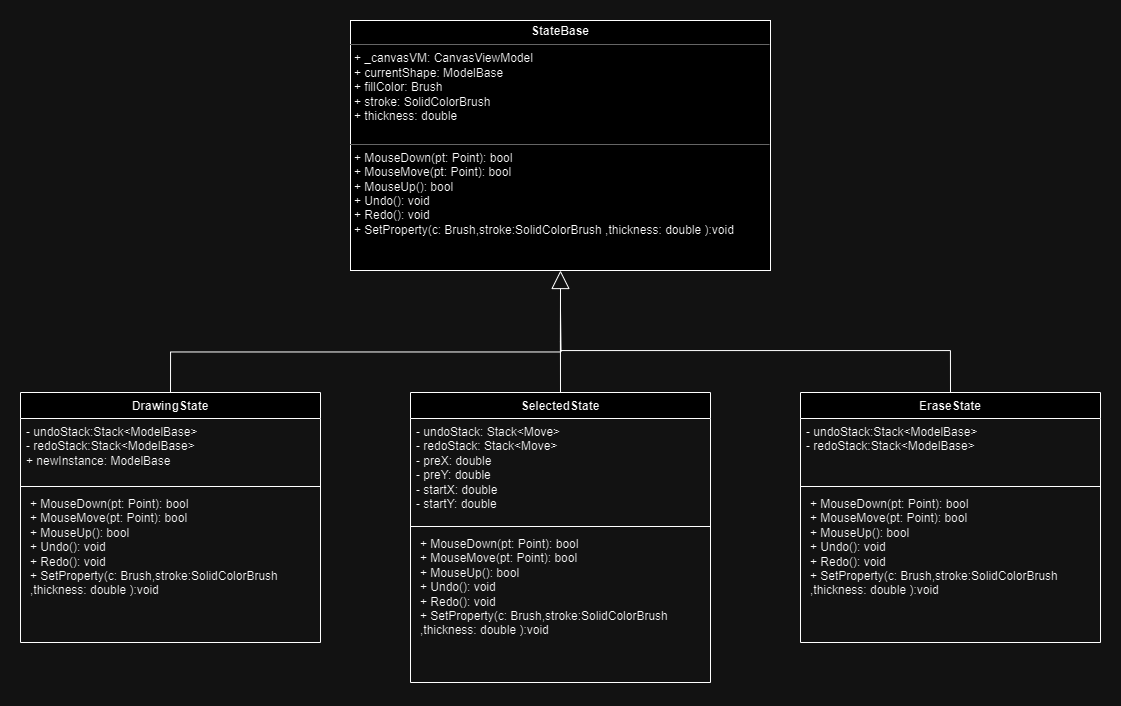 StateBase
+ _canvasVM: CanvasViewModel
+ currentShape: ModelBase
+ fillColor: Brush
+ stroke: SolidColorBrush
+ thickness: double
+ MouseDown(pt: Point): bool
+ MouseMove(pt: Point): bool
+ MouseUp(): bool
+ Undo(): void
+ Redo(): void
+ SetProperty(c: Brush,stroke:SolidColorBrush ,thickness: double ):void
DrawingState
- undoStack:Stack<ModelBase>
- redoStack:Stack<ModelBase>
+ newInstance: ModelBase
+ MouseDown(pt: Point): bool
+ MouseMove(pt: Point): bool
+ MouseUp(): bool
+ Undo(): void
+ Redo(): void
+ SetProperty(c: Brush,stroke:SolidColorBrush
,thickness: double ):void
SelectedState
- undoStack: Stack<Move>
- redoStack: Stack<Move>
- preX: double
- preY: double
- startX: double
- startY: double
+ MouseDown(pt: Point): bool
+ MouseMove(pt: Point): bool
+ MouseUp(): bool
+ Undo(): void
+ Redo(): void
+ SetProperty(c: Brush,stroke:SolidColorBrush
,thickness: double ):void
EraseState
- undoStack:Stack<ModelBase>
- redoStack:Stack<ModelBase>
+ MouseDown(pt: Point): bool
+ MouseMove(pt: Point): bool
+ MouseUp(): bool
+ Undo(): void
+ Redo(): void
+ SetProperty(c: Brush,stroke:SolidColorBrush
,thickness: double ):void